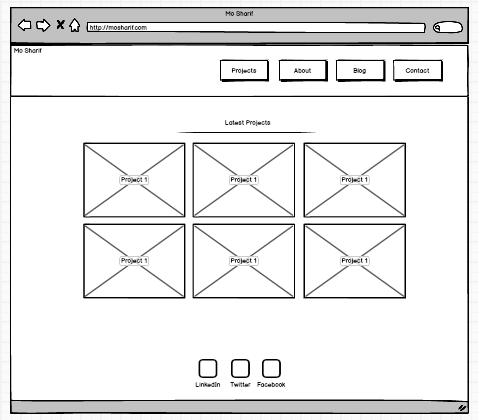 Mo Sharif
http://mosharif.com
Mo Sharif
Projects
About
Blog
Contact
Latest Projects
Project 1
Project 1
Project 1
Project 1
Project 1
Project 1
LinkedIn
Twitter
Facebook